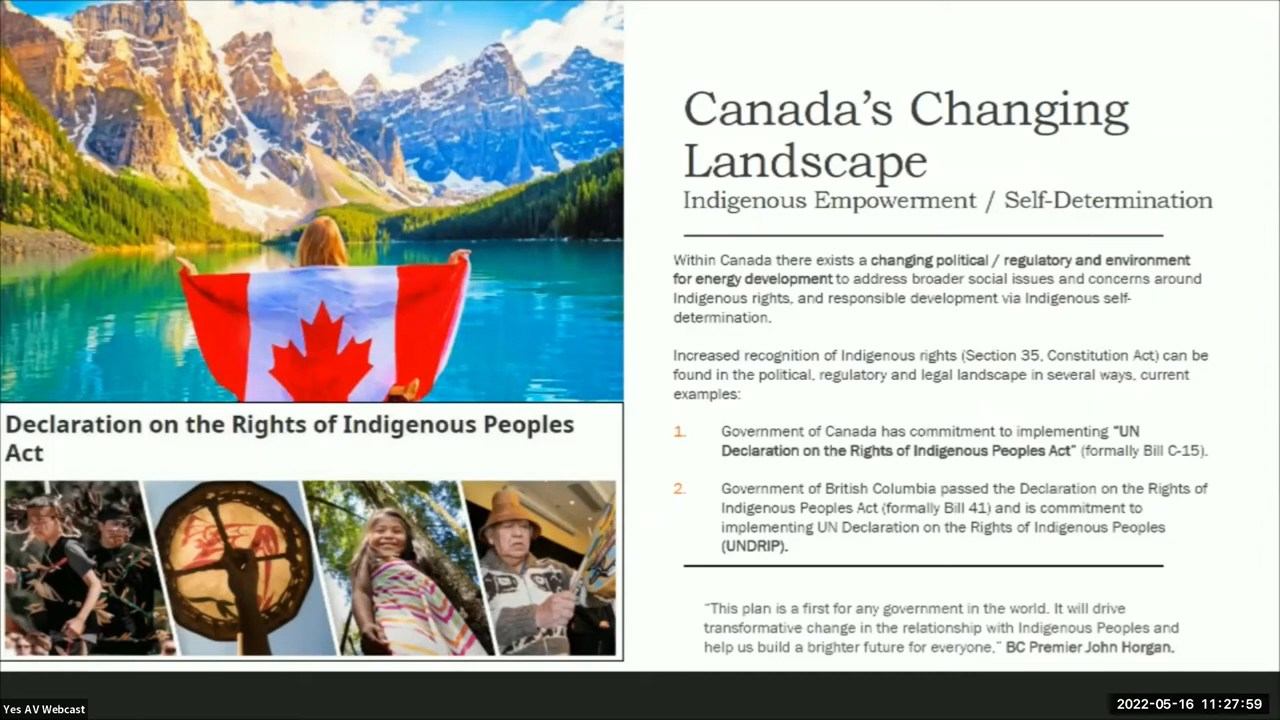 Canada's Changing
Landscape
Indigenous Empowerment / Self-Determination
Within Canada there exists a changing political / regulatory and environment
for energy development to address broader social issues and concerns around
Indigenous rights, and responsible development via Indigenous self-
determination.
Increased recognition of Indigenous rights (Section 35, Constitution Act) can be
found in the political, regulatory and legal landscape in several ways, current
examples:
1. Government of Canada has commitment to implementing "UN
Declaration on the Rights of Indigenous Peoples Act" (formally Bill C-15).
2. Government of British Columbia passed the Declaration on the Rights of
Indigenous Peoples Act (formally Bill 41) and is commitment to
implementing UN Declaration on the Rights of Indigenous Peoples
(UNDRIP).
"This plan is a first for any government in the world. It will drive
transformative change in the relationship with Indigenous Peoples and
help us build a brighter future for everyone," BC Premier John Horgan.
Declaration on the Rights of Indigenous Peoples
Act
Yes AV Webcast
2022-05-16 11:27:59